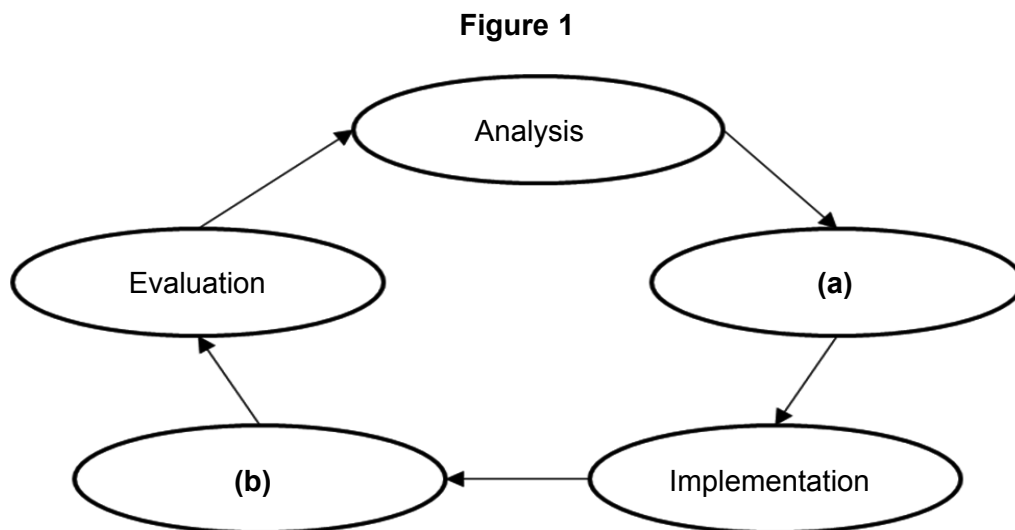 Figure 1
Analysis
Evaluation
(a)
(b)
Implementation